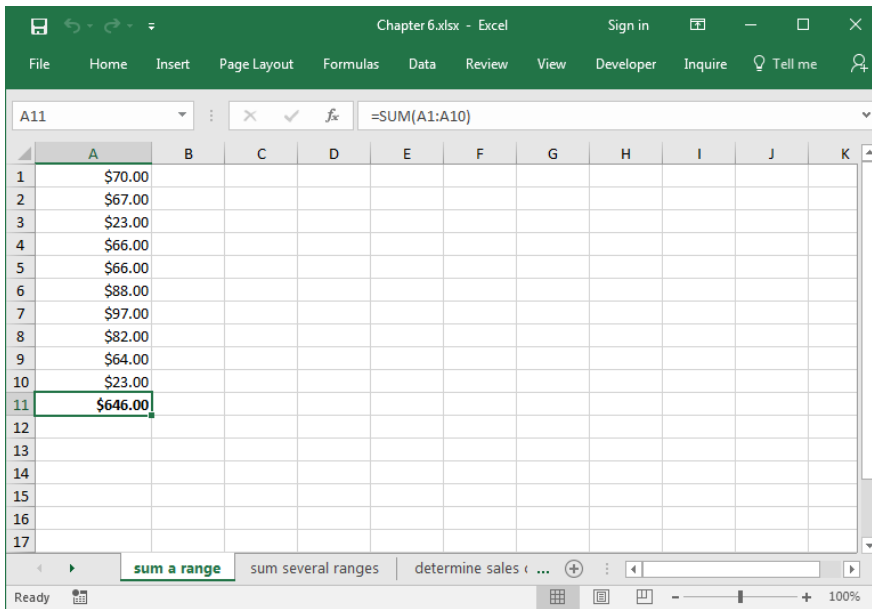 Chapter 6.xlsx - Excel Sign in
File Home Insert Page Layout Formulas Data Review View Developer Inquire Tell me
A11 fx =SUM(A1:A10)
A B C D E F G H I J K
1 $70.00
2 $67.00
3 $23.00
4 $66.00
5 $66.00
6 $88.00
7 $97.00
8 $82.00
9 $64.00
10 $23.00
11 $646.00
12
13
14
15
16
17
sum a range sum several ranges determine sales ...
Ready 100%